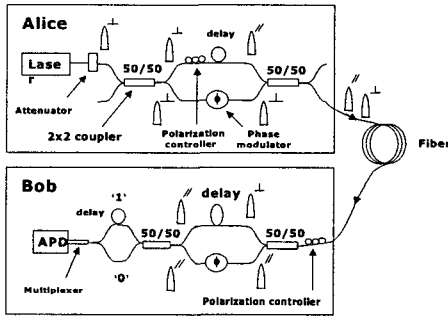 Alice
⊥
⊥
delay
//
Lase
r
50/50
50/50
//
⊥
Attenuator
⊥
Φ
⊥
2x2 coupler
Polarization
controller
Phase
modulator
Fiber
Bob
'1'
//
delay
⊥
delay
50/50
50/50
APD
//
Φ
//
Multiplexer
'0'
Polarization controller